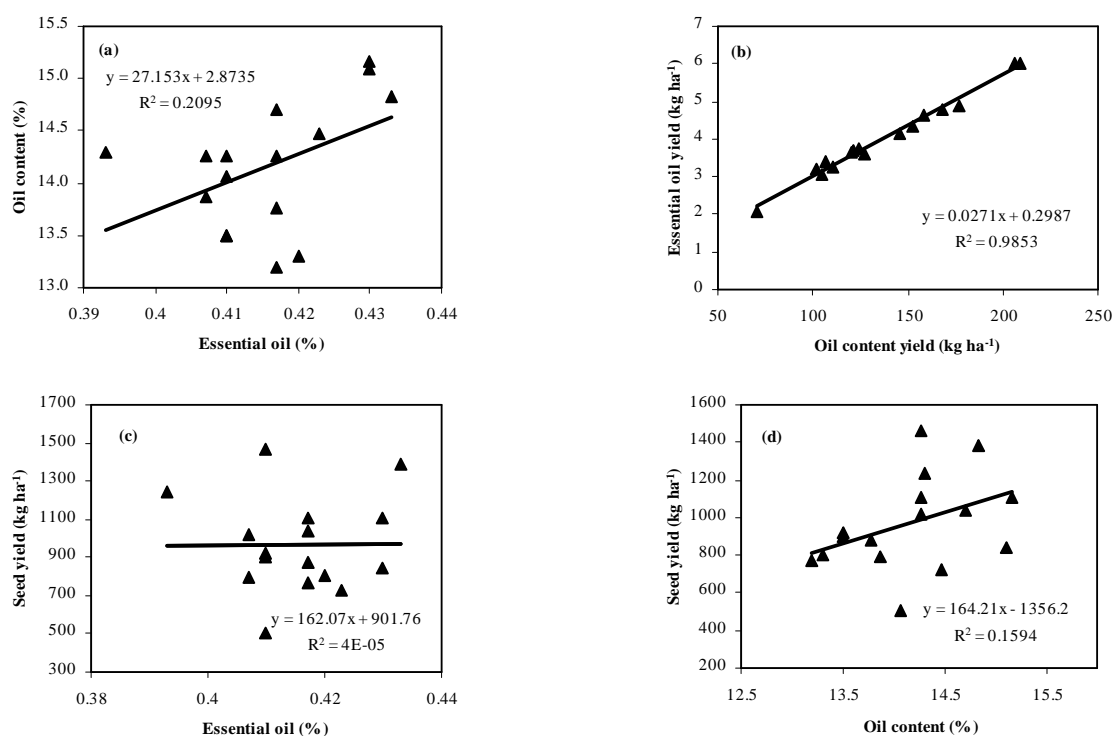 15.5
15.0
14.5
14.0
13.5
13.0
Oil content (%)
(a)
y = 27.153x + 2.8735
R² = 0.2095
0.39 0.4 0.41 0.42 0.43 0.44
Essential oil (%)
7
6
5
4
3
2
1
0
Essential oil yield (kg ha⁻¹)
(b)
y = 0.0271x + 0.2987
R² = 0.9853
50 100 150 200 250
Oil content yield (kg ha⁻¹)
1700
1500
1300
1100
900
700
500
300
Seed yield (kg ha⁻¹)
(c)
y = 162.07x + 901.76
R² = 4E-05
0.38 0.4 0.42 0.44
Essential oil (%)
1600
1400
1200
1000
800
600
400
200
Seed yield (kg ha⁻¹)
(d)
y = 164.21x - 1356.2
R² = 0.1594
12.5 13.5 14.5 15.5
Oil content (%)